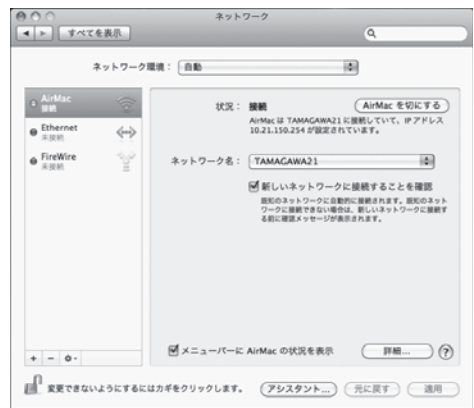 ネットワーク
すべてを表示
ネットワーク環境： 自動
AirMac
接続
Ethernet
未接続
FireWire
未接続
状況： 接続
AirMac を切にする
AirMac は TAMAGAWA21 に接続していて、IP アドレス
10.21.150.254 が設定されています。
ネットワーク名： TAMAGAWA21
新しいネットワークに接続することを確認
既知のネットワークに自動的に接続されます。既知のネット
ワークに接続できない場合は、新しいネットワークに接続す
る前に確認メッセージが表示されます。
メニューバーに AirMac の状況を表示
詳細...
?
変更できないようにするにはカギをクリックします。
アシスタント...
元に戻す
適用